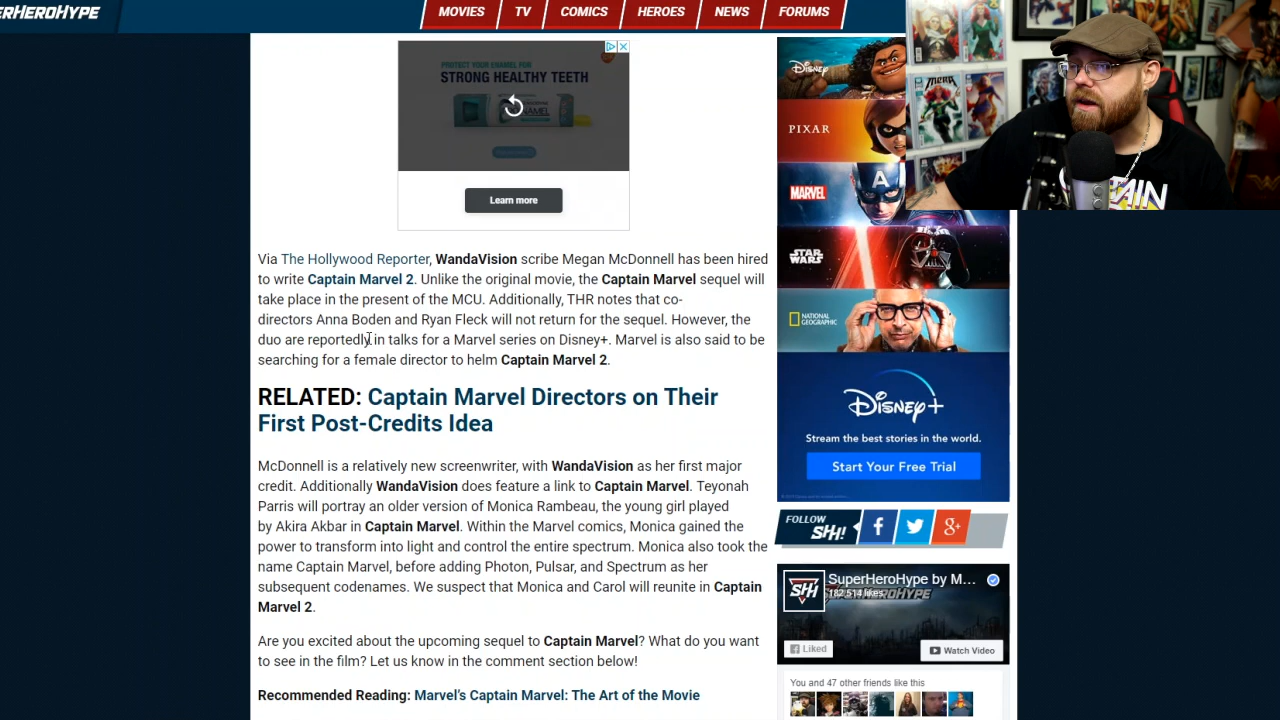 PERHEROHYPE
MOVIES
TV
COMICS
HEROES
NEWS
FORUMS
PROTECT YOUR ENAMEL FOR
STRONG HEALTHY TEETH
Learn more
Via The Hollywood Reporter, WandaVision scribe Megan McDonnell has been hired
to write Captain Marvel 2. Unlike the original movie, the Captain Marvel sequel will
take place in the present of the MCU. Additionally, THR notes that co-
directors Anna Boden and Ryan Fleck will not return for the sequel. However, the
duo are reportedly in talks for a Marvel series on Disney+. Marvel is also said to be
searching for a female director to helm Captain Marvel 2.
RELATED: Captain Marvel Directors on Their
First Post-Credits Idea
McDonnell is a relatively new screenwriter, with WandaVision as her first major
credit. Additionally WandaVision does feature a link to Captain Marvel. Teyonah
Parris will portray an older version of Monica Rambeau, the young girl played
by Akira Akbar in Captain Marvel. Within the Marvel comics, Monica gained the
power to transform into light and control the entire spectrum. Monica also took the
name Captain Marvel, before adding Photon, Pulsar, and Spectrum as her
subsequent codenames. We suspect that Monica and Carol will reunite in Captain
Marvel 2.
Are you excited about the upcoming sequel to Captain Marvel? What do you want
to see in the film? Let us know in the comment section below!
Recommended Reading: Marvel's Captain Marvel: The Art of the Movie
Disney
PIXAR
MARVEL
STAR
WARS
NATIONAL
GEOGRAPHIC
Disney+
Stream the best stories in the world.
Start Your Free Trial
FOLLOW
SHH!
SHH
SuperHeroHype by M...
182,514 likes
Liked
Watch Video
You and 47 other friends like this
MERA